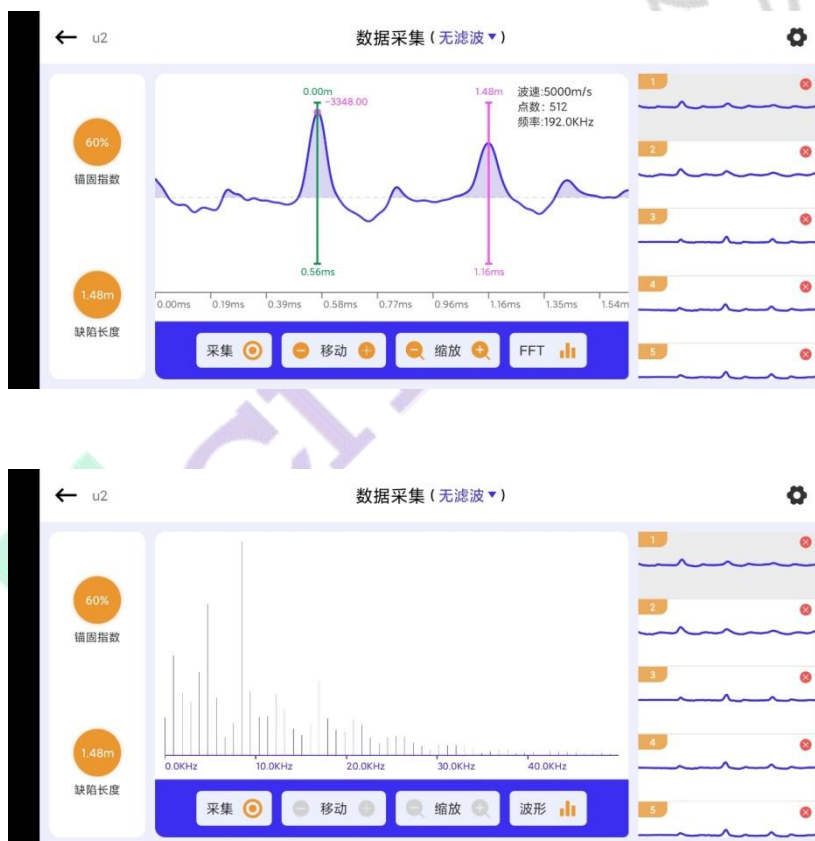 u2
数据采集(无滤波▼)
60%
锚固指数
1.48m
缺陷长度
0.00m
-3348.00
1.48m
波速:5000m/s
点数: 512
频率:192.0KHz
0.56ms
1.16ms
0.00ms 0.19ms 0.39ms 0.58ms 0.77ms 0.96ms 1.16ms 1.35ms 1.54m
采集 移动 缩放 FFT
1
2
3
4
5
u2
数据采集(无滤波▼)
60%
锚固指数
1.48m
缺陷长度
0.0KHz 10.0KHz 20.0KHz 30.0KHz 40.0KHz
采集 移动 缩放 波形
1
2
3
4
5